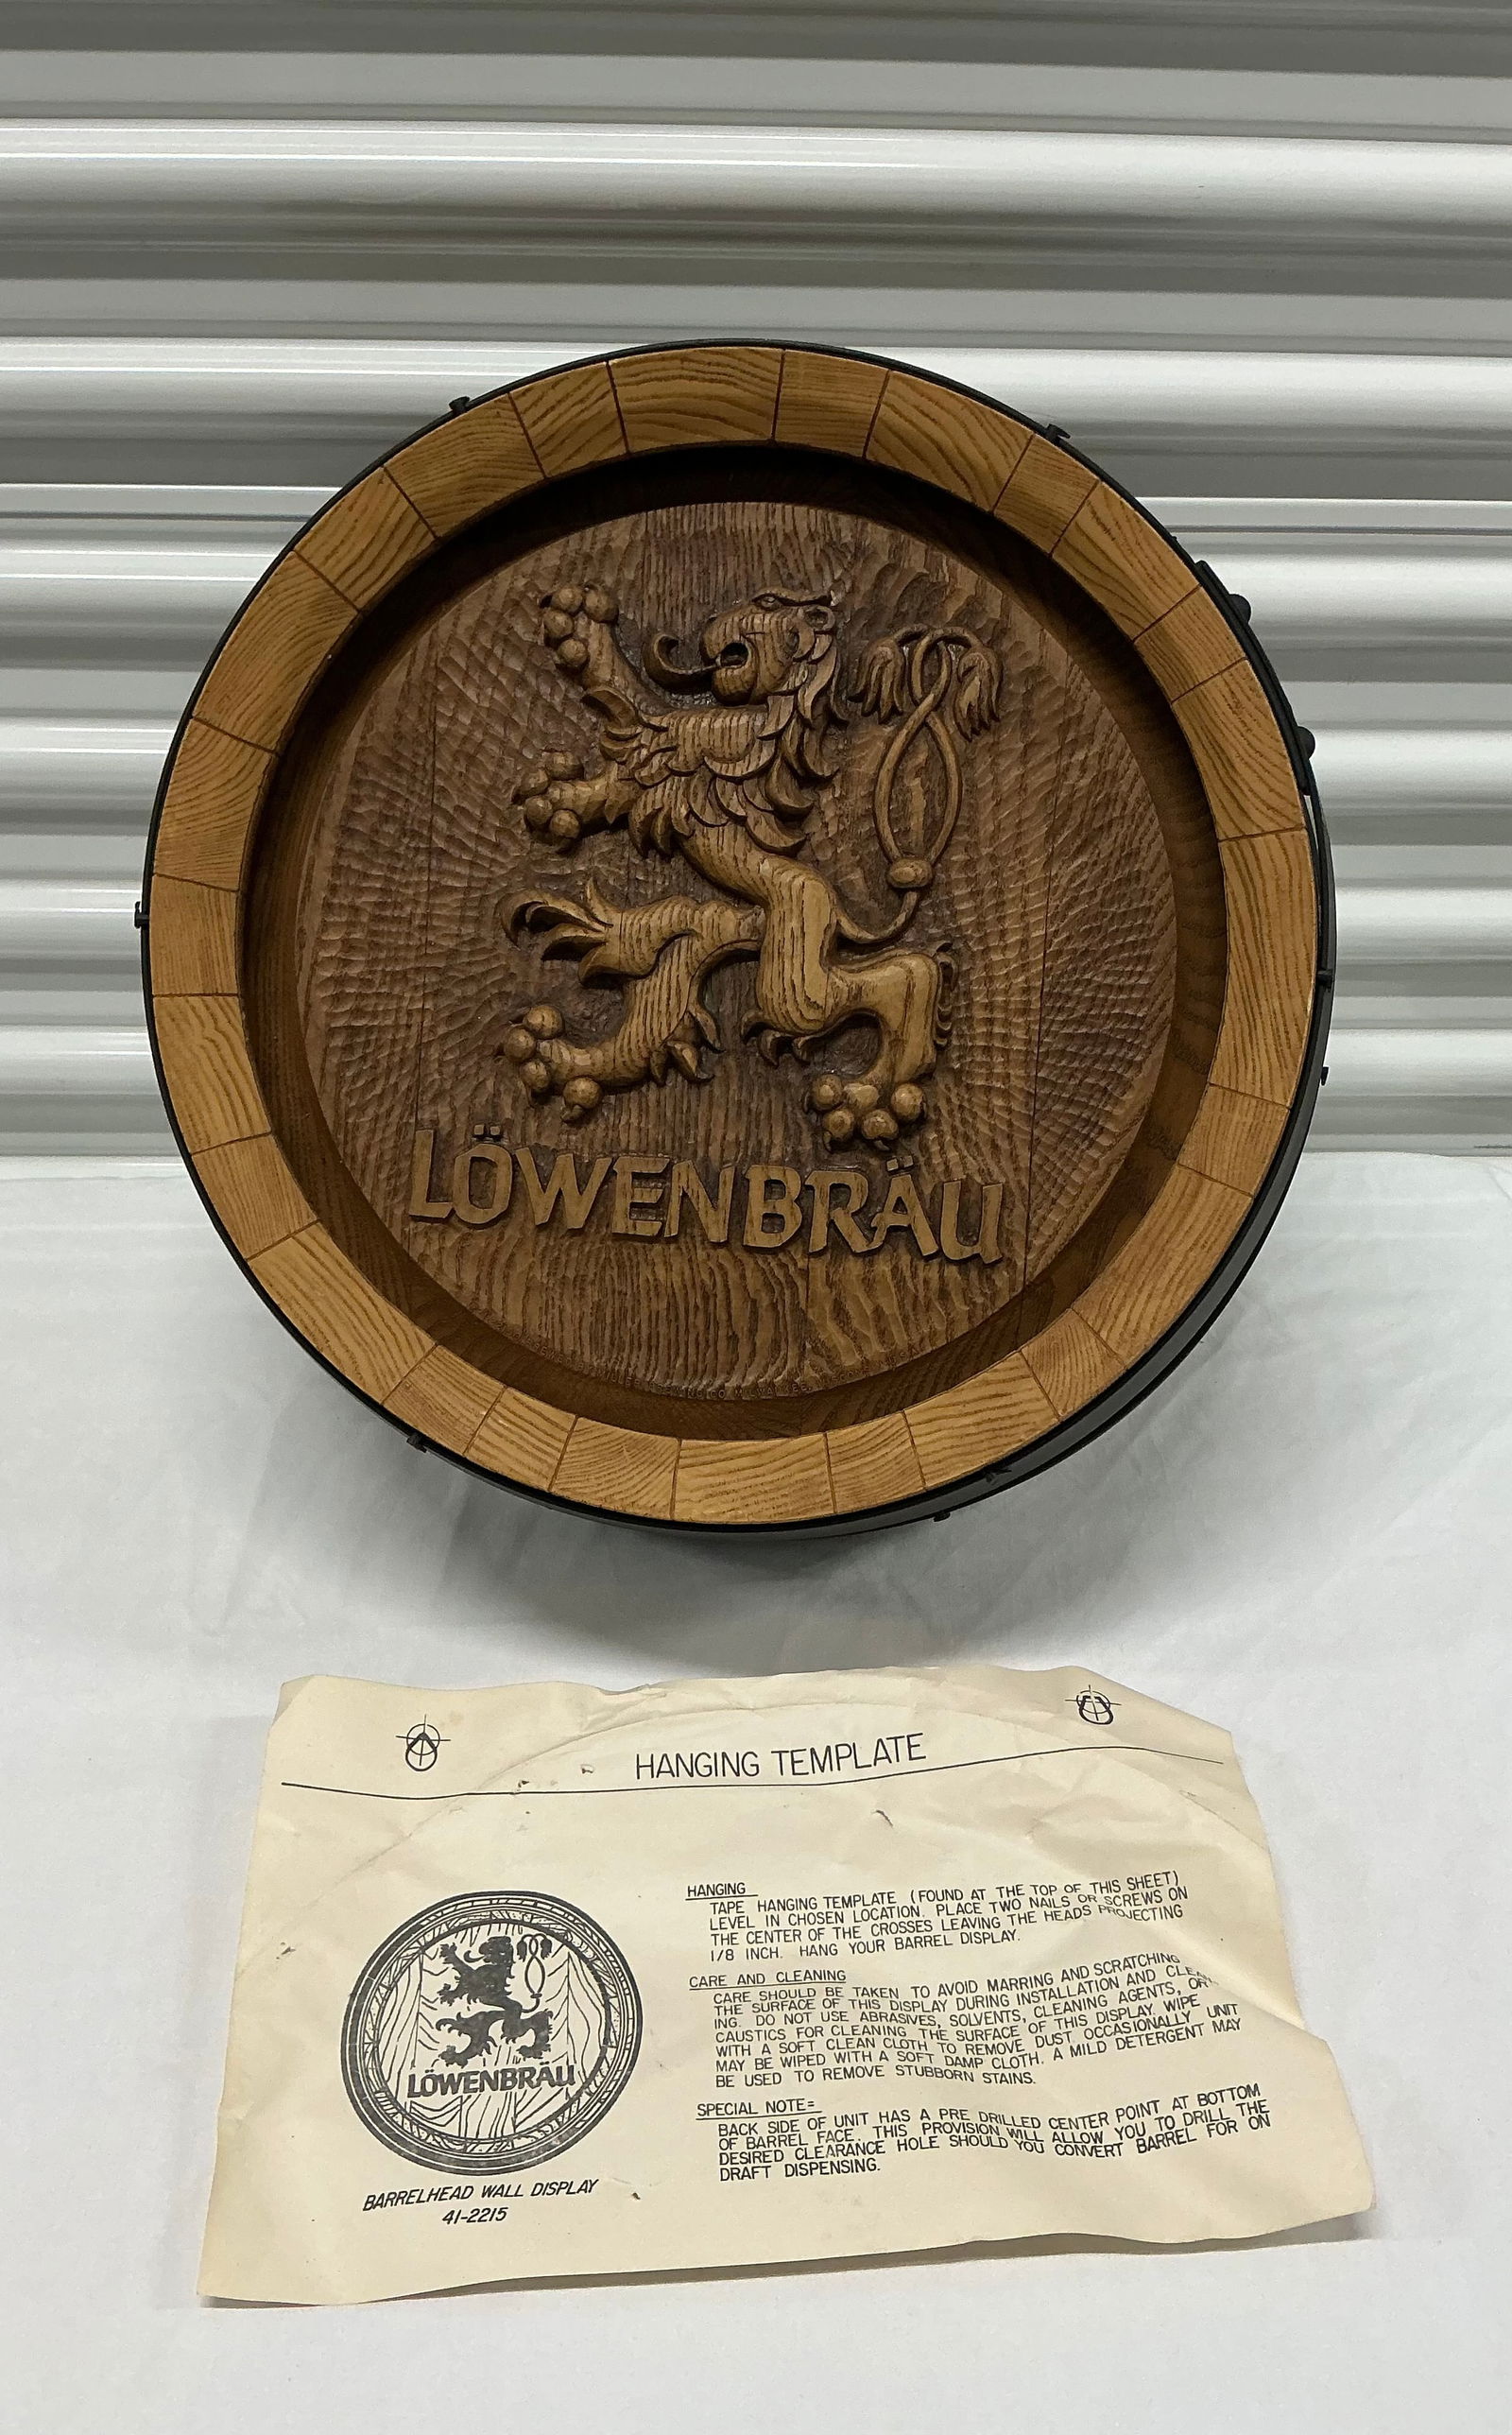 LÖWENBRÄU
MILWAUKEE
HANGING TEMPLATE
HANGING
TAPE HANGING TEMPLATE (FOUND AT THE TOP OF THIS SHEET)
LEVEL IN CHOSEN LOCATION. PLACE TWO NAILS OR SCREWS ON
THE CENTER OF THE CROSSES LEAVING THE HEADS PROJECTING
1/8 INCH. HANG YOUR BARREL DISPLAY.
CARE AND CLEANING
CARE SHOULD BE TAKEN TO AVOID MARRING AND SCRATCHING
THE SURFACE OF THIS DISPLAY DURING INSTALLATION AND CLEAN-
ING. DO NOT USE ABRASIVES, SOLVENTS, CLEANING AGENTS, OR
CAUSTICS FOR CLEANING THE SURFACE OF THIS DISPLAY. WIPE
WITH A SOFT CLEAN CLOTH TO REMOVE DUST. OCCASIONALLY UNIT
MAY BE WIPED WITH A SOFT DAMP CLOTH. A MILD DETERGENT MAY
BE USED TO REMOVE STUBBORN STAINS.
SPECIAL NOTE=
BACK SIDE OF UNIT HAS A PRE DRILLED CENTER POINT AT BOTTOM
OF BARREL FACE. THIS PROVISION WILL ALLOW YOU TO DRILL THE
DESIRED CLEARANCE HOLE SHOULD YOU CONVERT BARREL FOR ON
DRAFT DISPENSING.
LÖWENBRÄU
BARRELHEAD WALL DISPLAY
41-2215